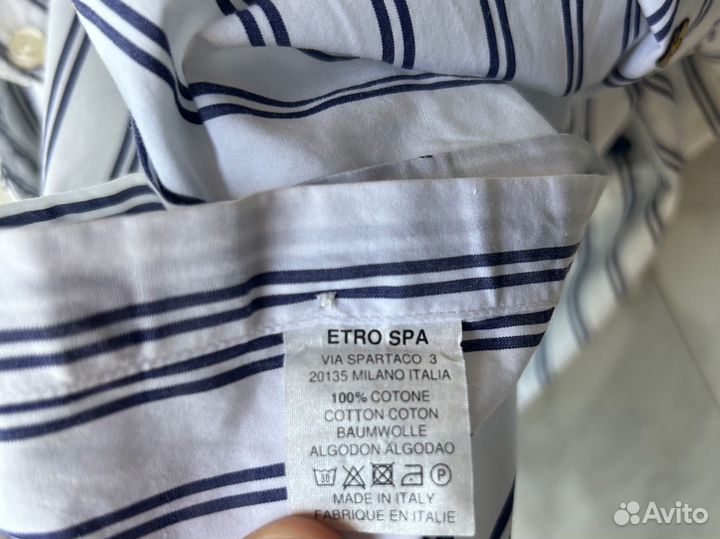 ETRO SPA
VIA SPARTACO 3
20135 MILANO ITALIA
100% COTONE
COTTON COTON
BAUMWOLLE
ALGODON ALGODAO
30 P
MADE IN ITALY
FABRIQUE EN ITALIE
Avito